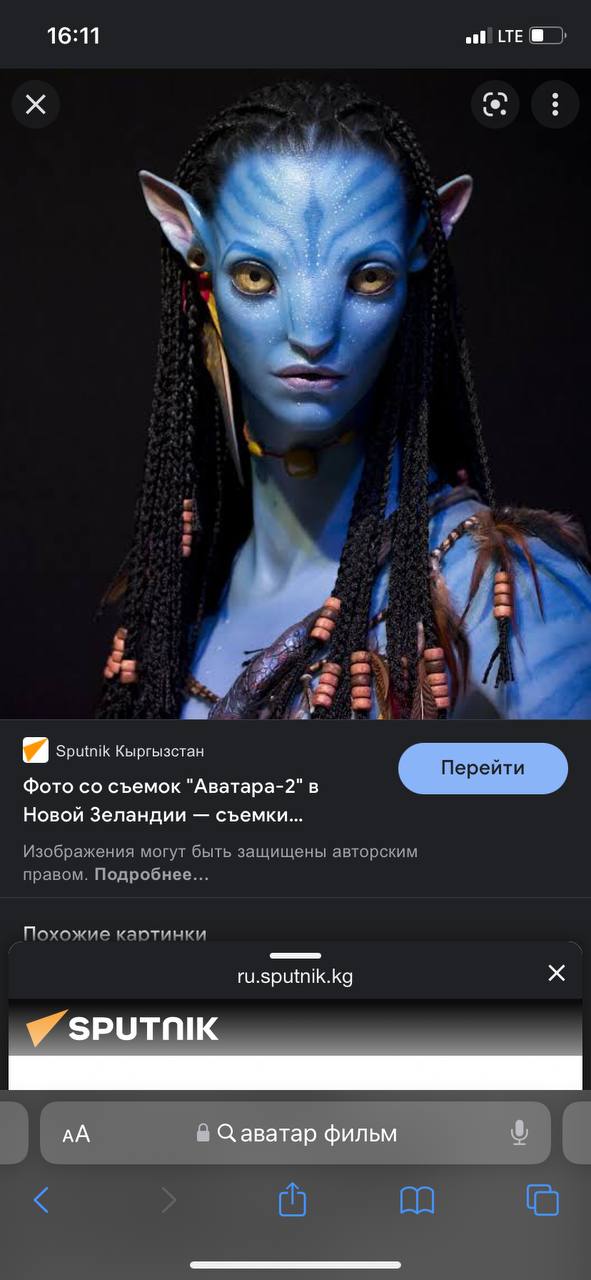 16:11
LTE
Sputnik Кыргызстан
Фото со съемок "Аватара-2" в
Новой Зеландии — съемки...
Перейти
Изображения могут быть защищены авторским
правом. Подробнее...
Похожие картинки
ru.sputnik.kg
SPUTNIK
AA
аватар фильм